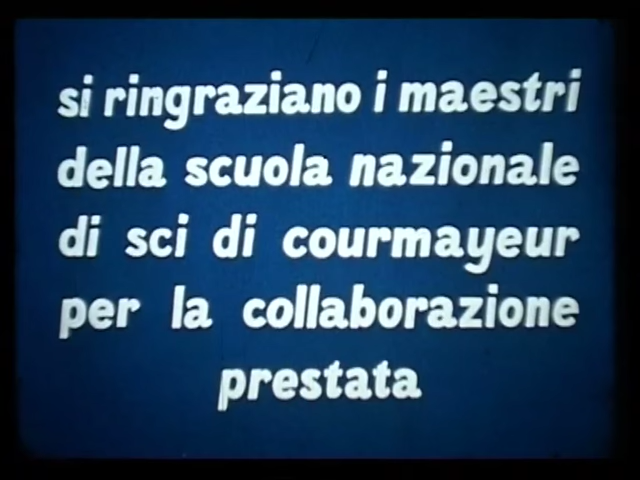 si ringraziano i maestri
della scuola nazionale
di sci di courmayeur
per la collaborazione
prestata